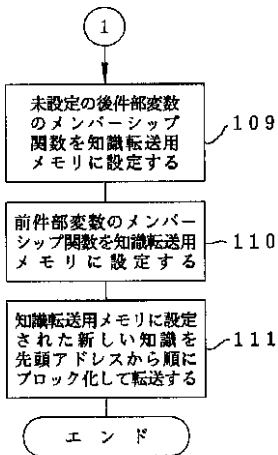 1
未設定の後件部変数
のメンバーシップ
関数を知識転送用
メモリに設定する
109
前件部変数のメンバー
シップ関数を知識転送用
メモリに設定する
110
知識転送用メモリに設定
された新しい知識を
先頭アドレスから順に
ブロック化して転送する
111
エンド